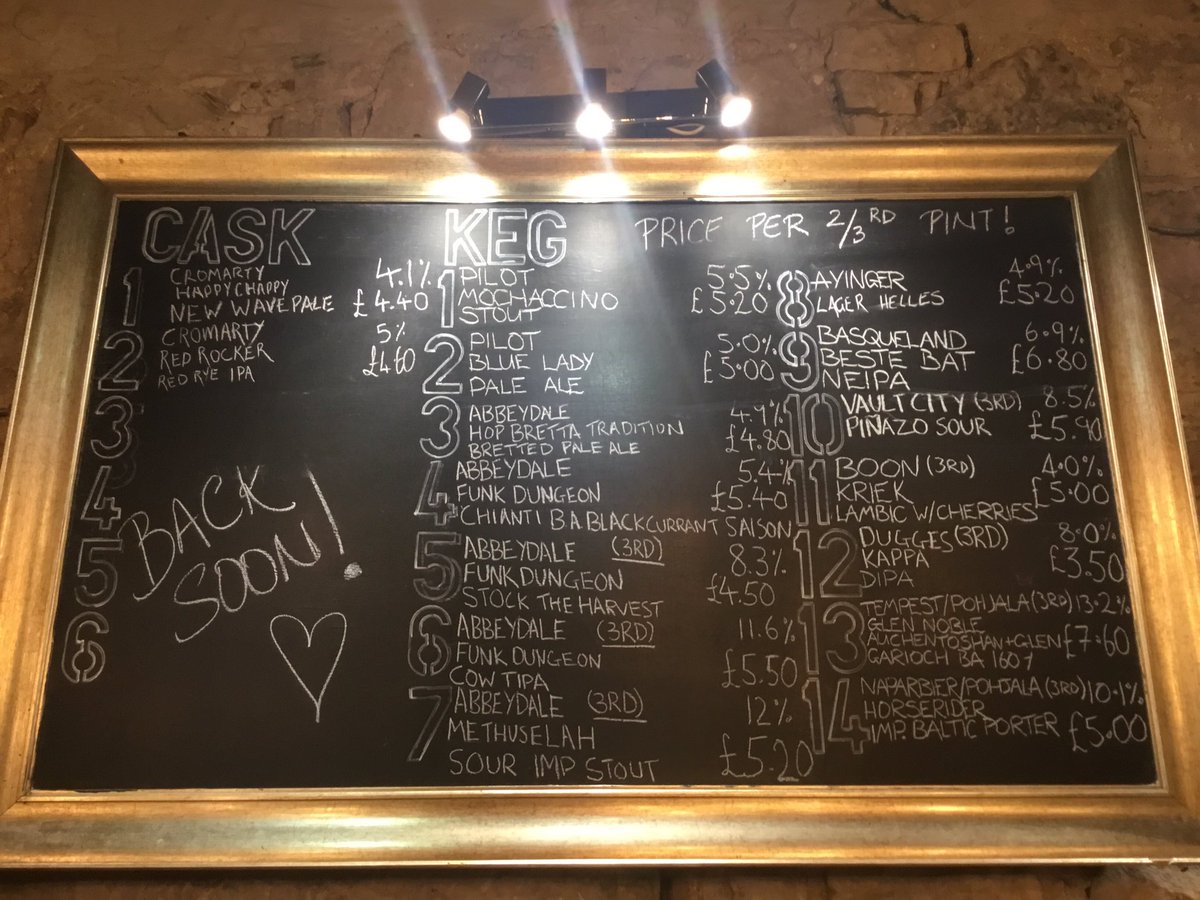 CASK
1 CROMARTY 4.1%
HAPPY CHAPPY
NEW WAVE PALE £4.40
2 CROMARTY 5%
RED ROCKER £4.60
RED RYE IPA
3
4
5
6
BACK
SOON!
KEG
PRICE PER 2/3RD PINT!
1 PILOT 5.5%
MOCHACCINO £5.20
STOUT
2 PILOT 5.0%
BLUE LADY £5.00
PALE ALE
3 ABBEYDALE 4.9%
HOP BRETTA TRADITION
BRETTED PALE ALE £4.80
4 ABBEYDALE 5.4%
FUNK DUNGEON £5.40
CHIANTI BA BLACKCURRANT SAISON
5 ABBEYDALE (3RD) 8.3%
FUNK DUNGEON
STOCK THE HARVEST £4.50
6 ABBEYDALE (3RD) 11.6%
FUNK DUNGEON
COW TIPA £5.50
7 ABBEYDALE (3RD) 12%
METHUSELAH
SOUR IMP STOUT £5.20
8 AYINGER 4.9%
LAGER HELLES £5.20
9 BASQUELAND 6.9%
BESTE BAT £6.80
NEIPA
10 VAULT CITY (3RD) 8.5%
PIÑAZO SOUR £5.90
11 BOON (3RD) 4.0%
KRIEK £5.00
LAMBIC W/CHERRIES
12 DUGGES (3RD) 8.0%
KAPPA £3.50
DIPA
13 TEMPEST/POHJALA (3RD) 13.2%
GLEN NOBLE
AUCHENTOSHAN+GLEN £7.60
GARIOCH BA
14 NAPARBIER/POHJALA (3RD) 10.1%
HORSERIDER
IMP. BALTIC PORTER £5.00